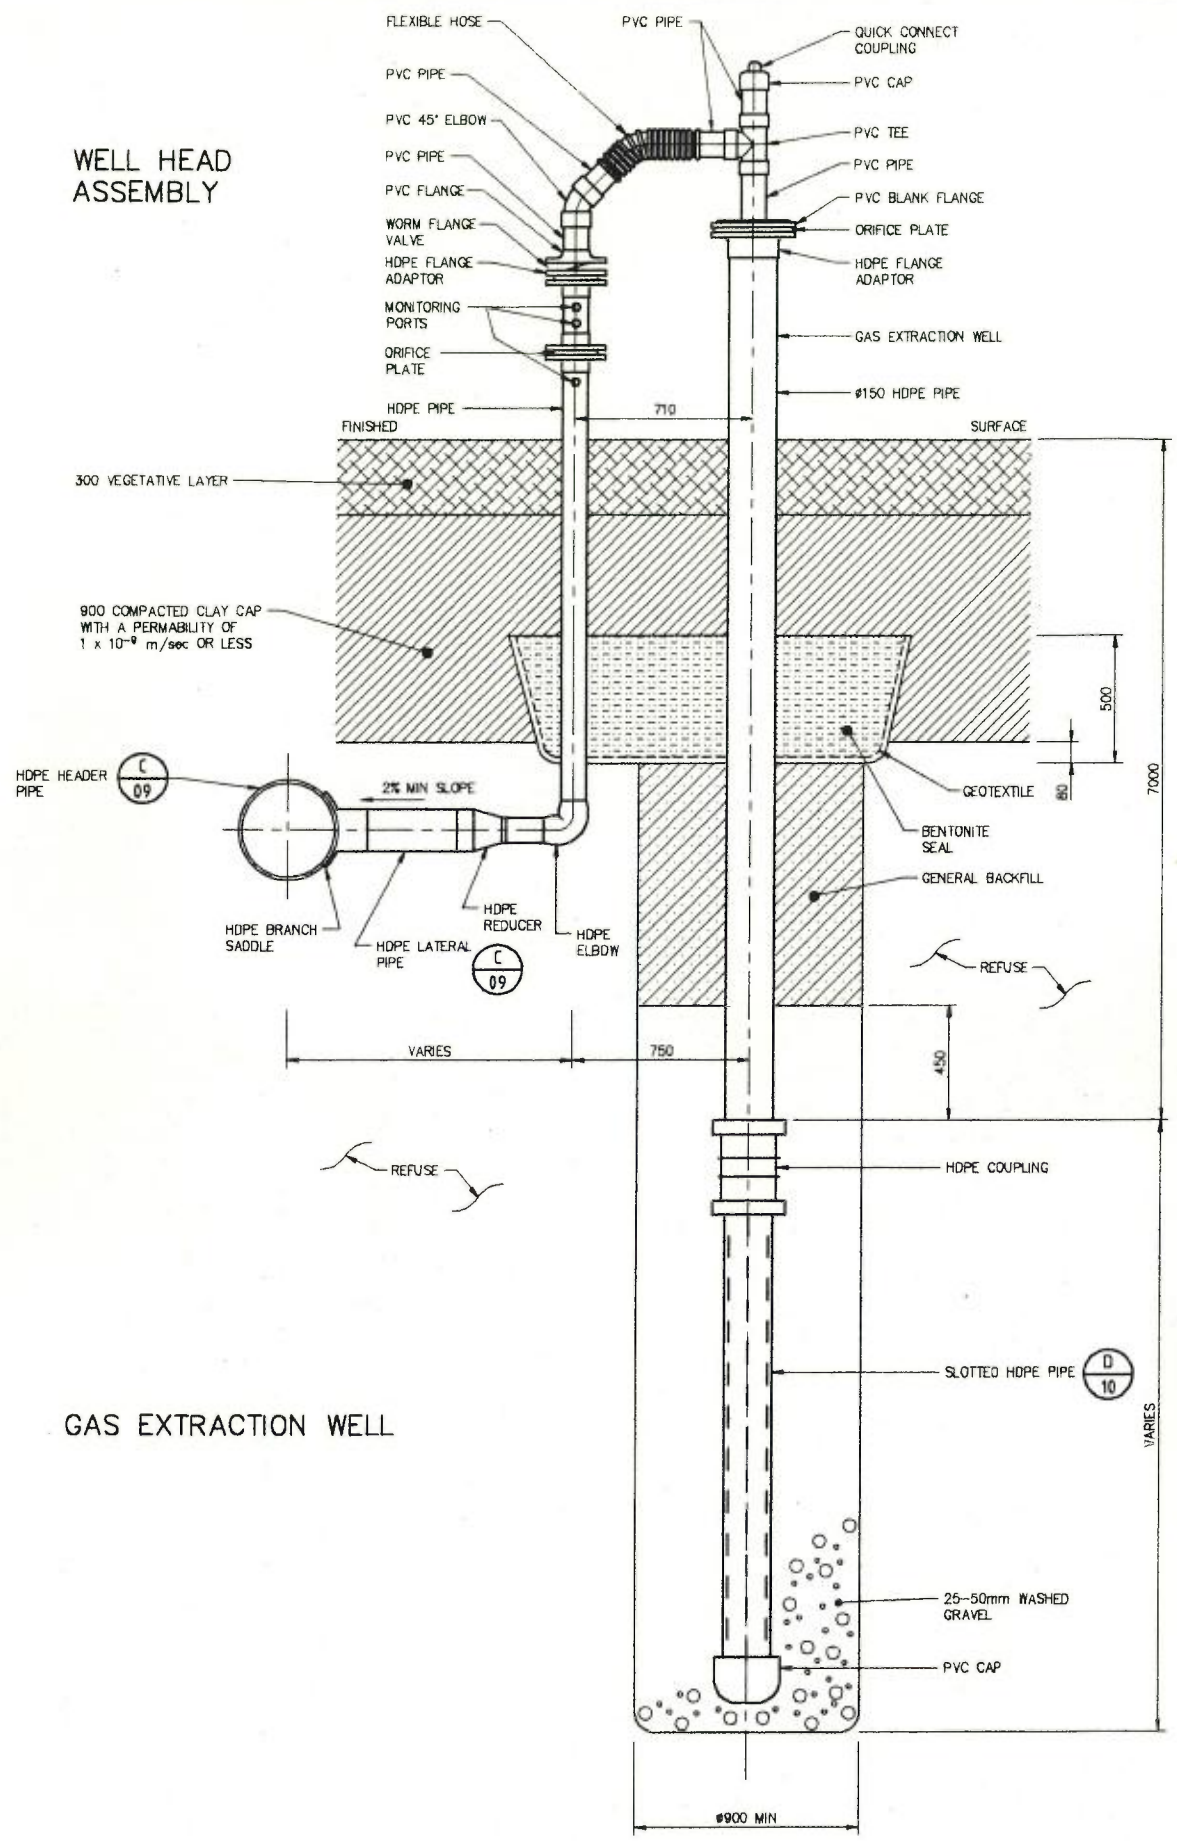 FLEXIBLE HOSE
PVC PIPE
QUICK CONNECT
COUPLING
PVC PIPE
PVC CAP
PVC 45° ELBOW
PVC TEE
WELL HEAD
ASSEMBLY
PVC PIPE
PVC PIPE
PVC FLANGE
PVC BLANK FLANGE
WORM FLANGE
VALVE
ORIFICE PLATE
HDPE FLANGE
ADAPTOR
HDPE FLANGE
ADAPTOR
MONITORING
PORTS
GAS EXTRACTION WELL
ORIFICE
PLATE
ø150 HDPE PIPE
HDPE PIPE
710
FINISHED
SURFACE
300 VEGETATIVE LAYER
900 COMPACTED CLAY CAP
WITH A PERMABILITY OF
1 x 10⁻⁹ m/sec OR LESS
500
7000
HDPE HEADER
PIPE
C
09
2% MIN SLOPE
GEOTEXTILE
80
BENTONITE
SEAL
GENERAL BACKFILL
HDPE BRANCH
SADDLE
HDPE LATERAL
PIPE
C
09
HDPE
REDUCER
HDPE
ELBOW
REFUSE
VARIES
750
450
REFUSE
HDPE COUPLING
SLOTTED HDPE PIPE
D
10
GAS EXTRACTION WELL
VARIES
25-50mm WASHED
GRAVEL
PVC CAP
ø900 MIN